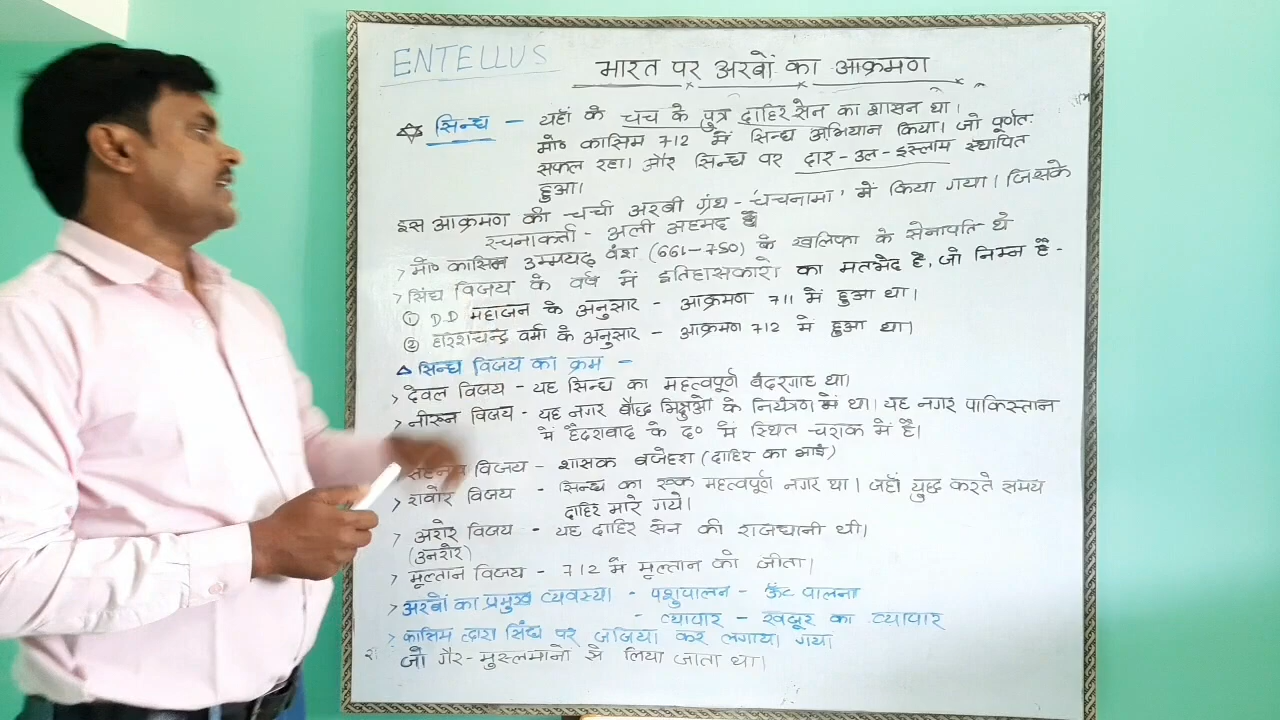 ENTELLUS
भारत पर अरबों का आक्रमण
सिन्ध - यहाँ के चच के पुत्र दाहिर सेन का शासन था।
मो० कासिम 712 में सिन्ध अभियान किया। जो पूर्णतः
सफल रहा। और सिन्ध पर दार-उल-इस्लाम स्थापित
हुआ।
इस आक्रमण की चर्चा अरबी ग्रंथ - 'चचनामा' में किया गया। जिसके
रचनाकर्ता - अली अहमद
> मो० कासिम उम्मयद वंश (661-750) के खलिफा के सेनापति थे
> सिंध विजय के वर्ष में इतिहासकारो का मतभेद है, जो निम्न है -
① DD महाजन के अनुसार - आक्रमण 711 में हुआ था।
② हरिशचन्द्र वर्मा के अनुसार - आक्रमण 712 में हुआ था।
सिन्ध विजय का क्रम -
> देवल विजय - यह सिन्ध का महत्वपूर्ण बंदरगाह था।
> नीरून विजय - यह नगर बौद्ध भिक्षुओ के नियंत्रण में था। यह नगर पाकिस्तान
में हैदराबाद के द० में स्थित चराक में है।
विजय - शासक बजेहरा (दाहिर का भाई)
> रावोर विजय - सिन्ध का एक महत्वपूर्ण नगर था। जहाँ युद्ध करते समय
दाहिर मारे गये।
> अरोर विजय - यह दाहिर सेन की राजधानी थी।
> मूल्तान विजय - 712 में मूल्तान को जीता।
> अरबों का प्रमुख व्यवस्था - पशुपालन - ऊँट पालना
- व्यापार - खजूर का व्यापार
> कासिम द्वारा सिंध पर जजिया कर लगाया गया
जो गैर-मुस्लमानो से लिया जाता था।